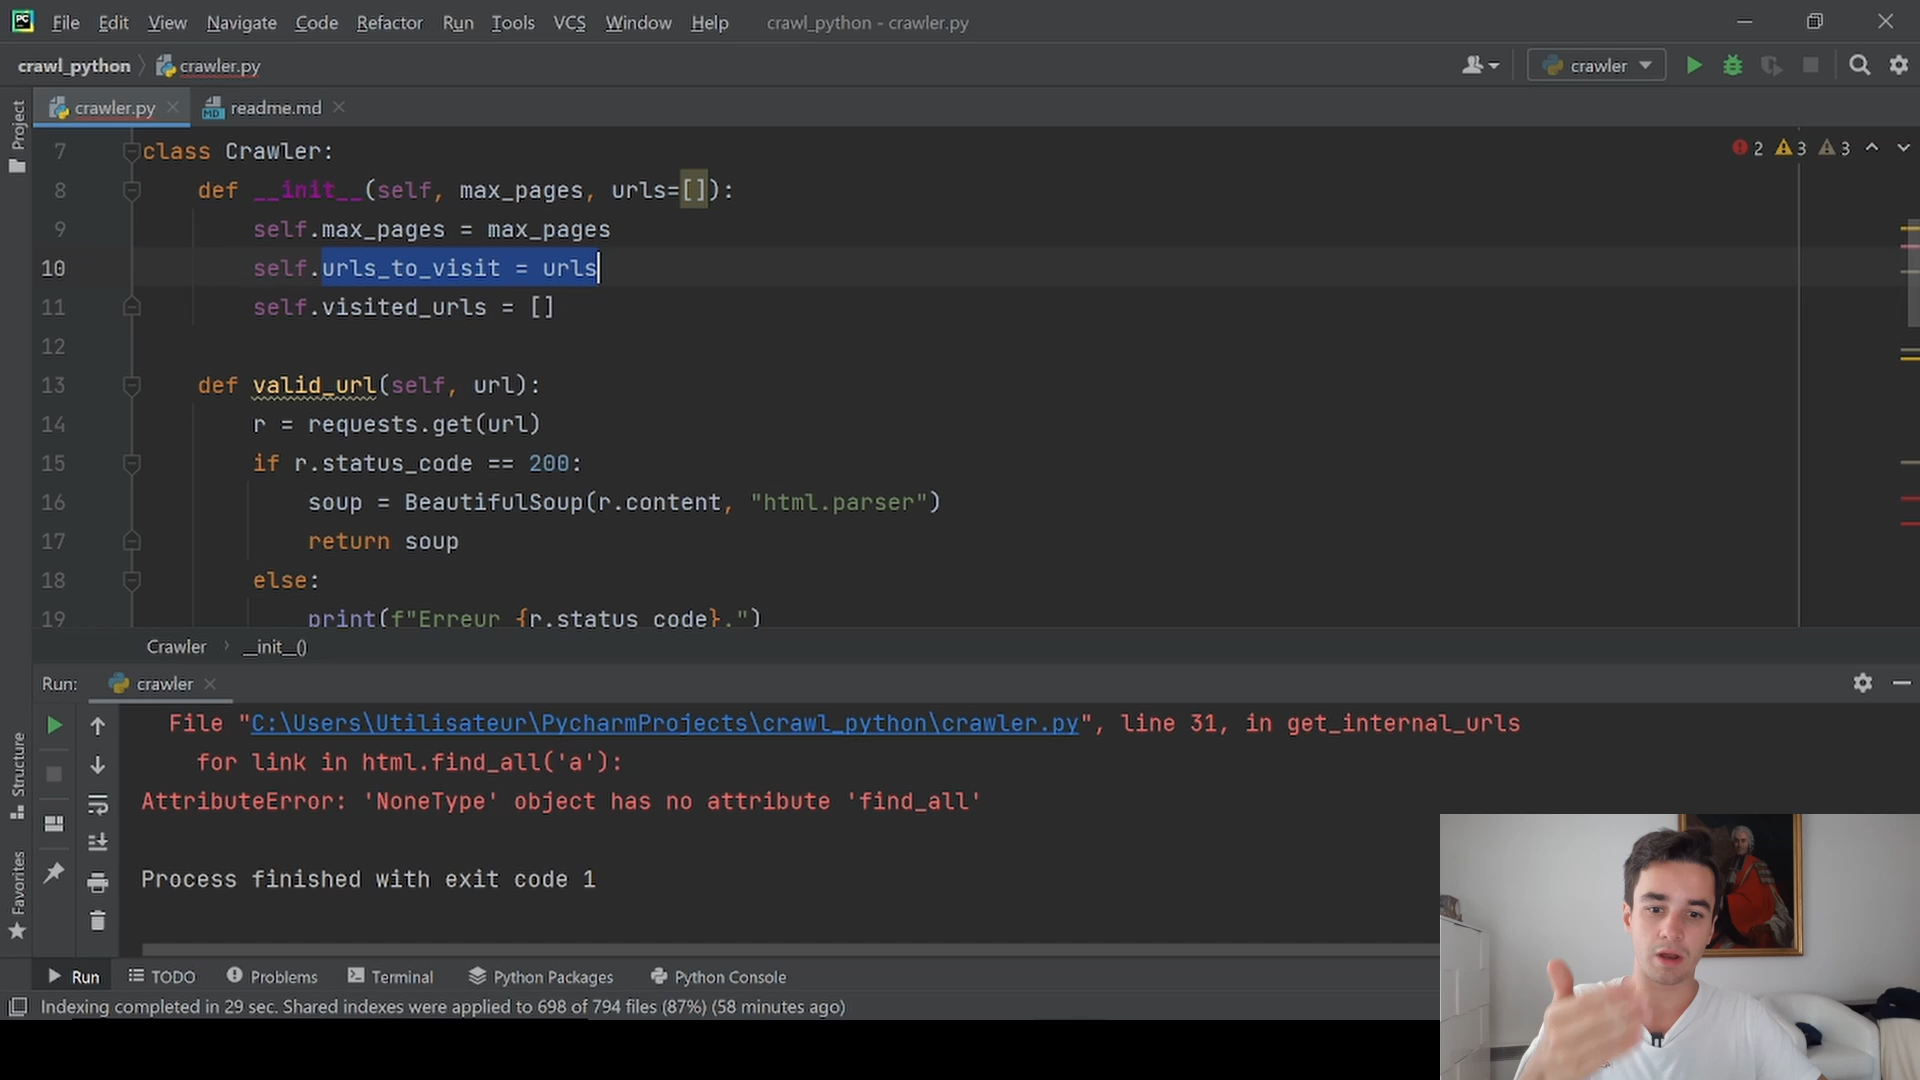 PC File Edit View Navigate Code Refactor Run Tools VCS Window Help crawl_python - crawler.py
crawl_python crawler.py crawler
crawler.py readme.md
Project
7 class Crawler:
2 3 3
8 def __init__(self, max_pages, urls=[]):
9 self.max_pages = max_pages
10 self.urls_to_visit = urls
11 self.visited_urls = []
12
13 def valid_url(self, url):
14 r = requests.get(url)
15 if r.status_code == 200:
16 soup = BeautifulSoup(r.content, "html.parser")
17 return soup
18 else:
19 print(f"Erreur {r.status_code}.")
Crawler __init__()
Run: crawler
File "C:\Users\Utilisateur\PycharmProjects\crawl_python\crawler.py", line 31, in get_internal_urls
for link in html.find_all('a'):
AttributeError: 'NoneType' object has no attribute 'find_all'
Process finished with exit code 1
Structure
Favorites
Run TODO Problems Terminal Python Packages Python Console
Indexing completed in 29 sec. Shared indexes were applied to 698 of 794 files (87%) (58 minutes ago)